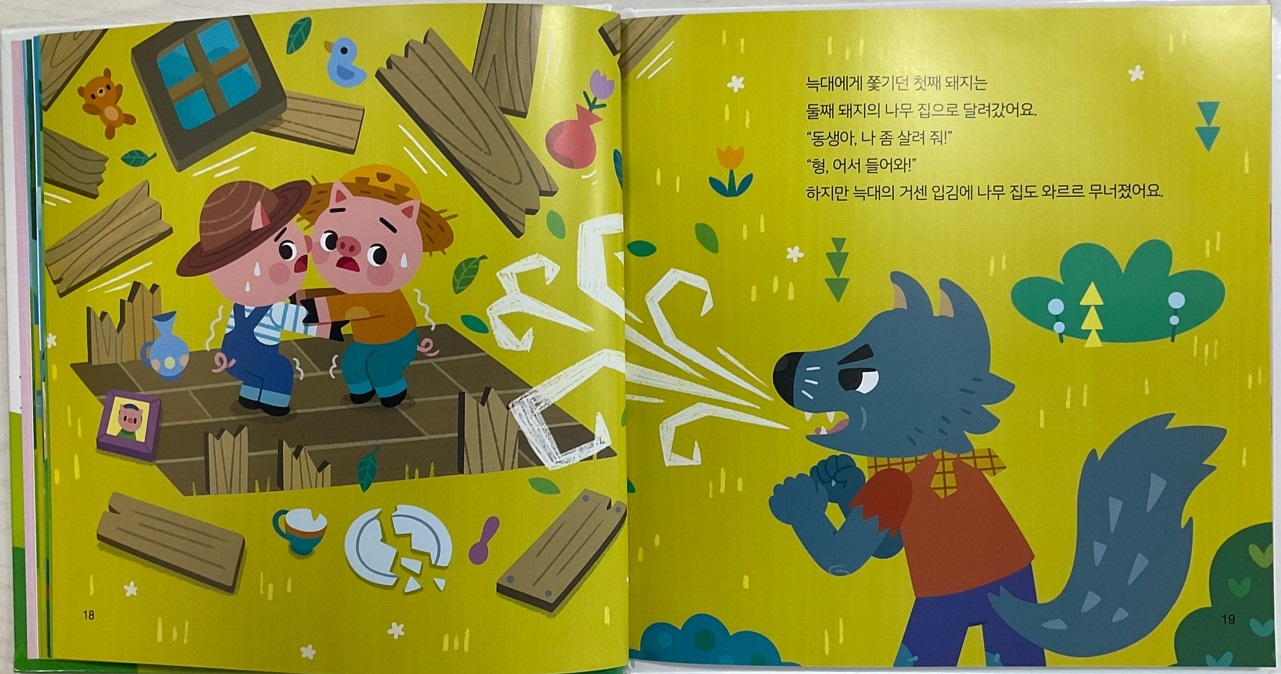 늑대에게 쫓기던 첫째 돼지는
둘째 돼지의 나무 집으로 달려갔어요.
“동생아, 나 좀 살려 줘!”
“형, 어서 들어와!”
하지만 늑대의 거센 입김에 나무 집도 와르르 무너졌어요.
18
19